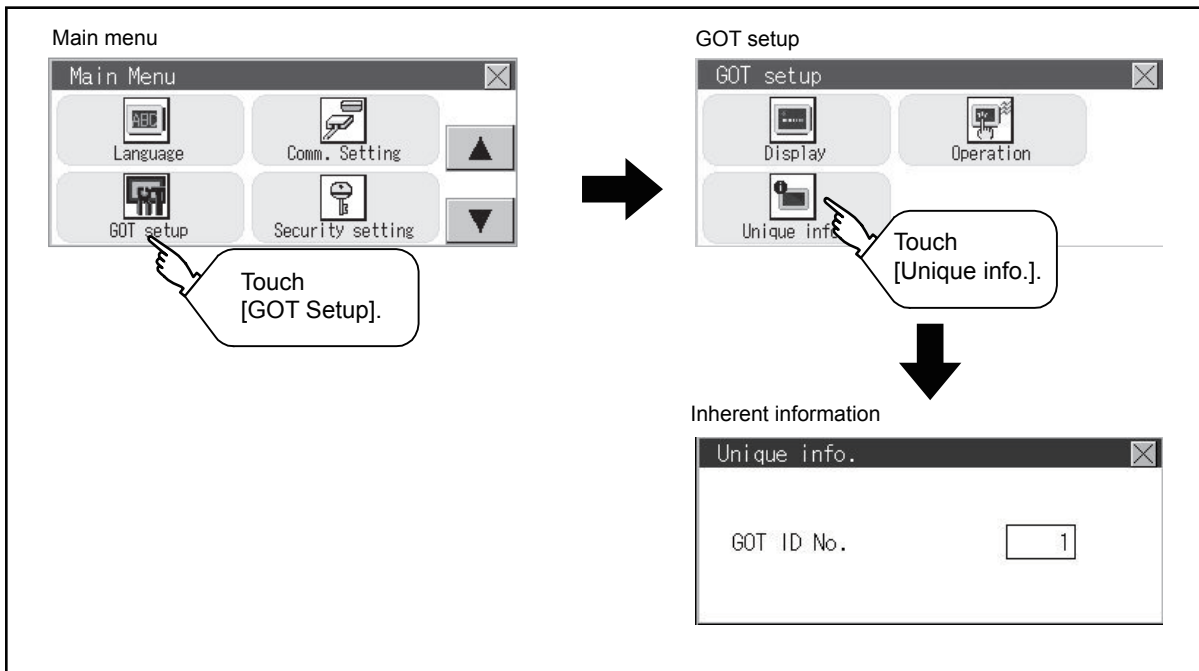 Main menu
Main Menu
Language
Comm. Setting
GOT setup
Security setting
Touch
[GOT Setup].
GOT setup
GOT setup
Display
Operation
Unique info
Touch
[Unique info.].
Inherent information
Unique info.
GOT ID No. 1